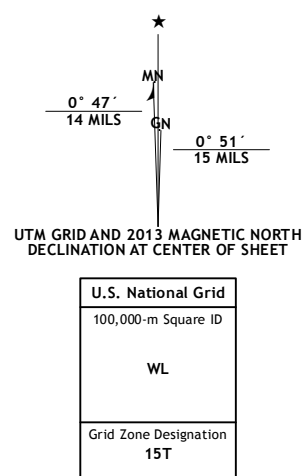 MN
0° 47´
14 MILS
GN
0° 51´
15 MILS
UTM GRID AND 2013 MAGNETIC NORTH
DECLINATION AT CENTER OF SHEET
U.S. National Grid
100,000-m Square ID
WL
Grid Zone Designation
15T